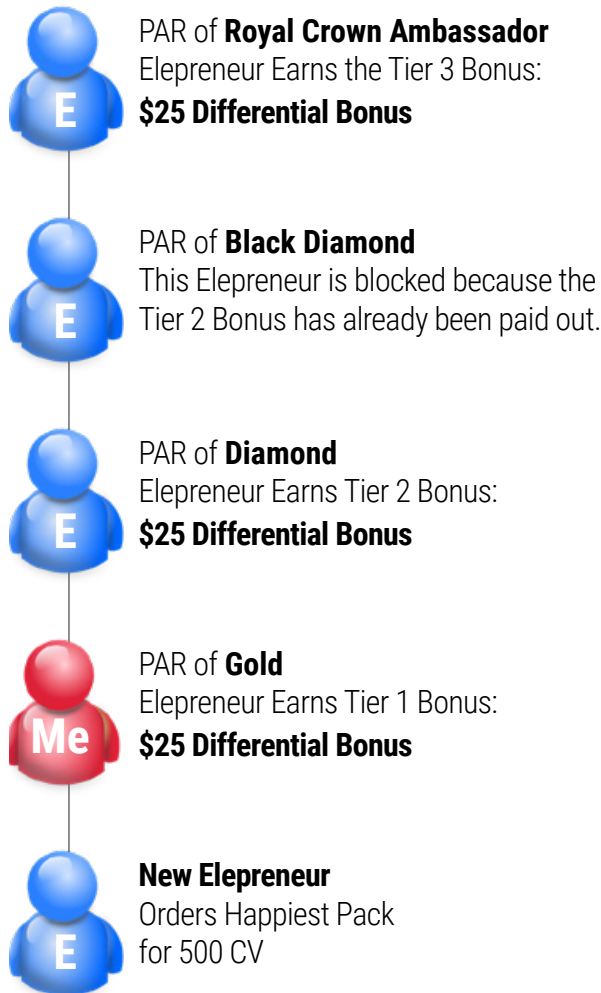 PAR of Royal Crown Ambassador
Elepreneur Earns the Tier 3 Bonus:
$25 Differential Bonus
E
PAR of Black Diamond
This Elepreneur is blocked because the
Tier 2 Bonus has already been paid out.
E
PAR of Diamond
Elepreneur Earns Tier 2 Bonus:
$25 Differential Bonus
E
PAR of Gold
Elepreneur Earns Tier 1 Bonus:
$25 Differential Bonus
Me
New Elepreneur
Orders Happiest Pack
for 500 CV
E